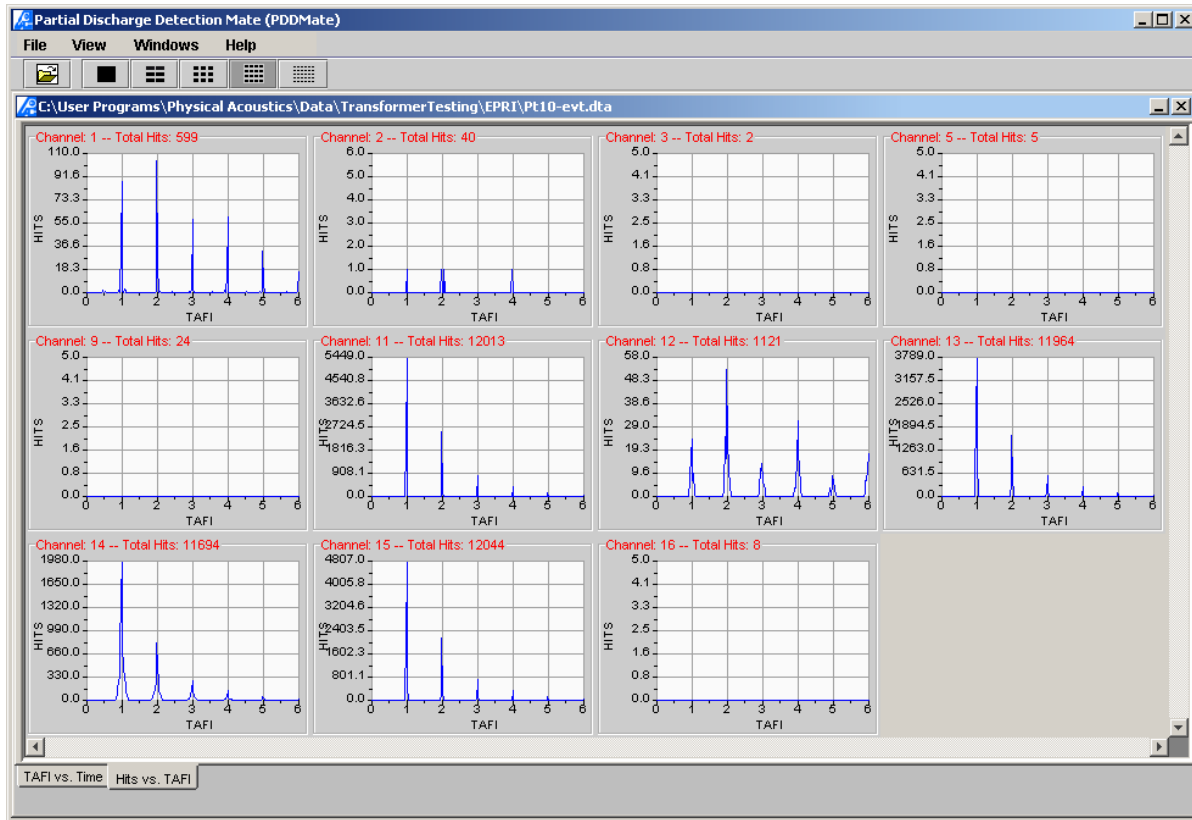 Partial Discharge Detection Mate (PDDMate)
File View Windows Help
C:\User Programs\Physical Acoustics\Data\TransformerTesting\EPRI\Pt10-evt.dta
Channel: 1 -- Total Hits: 599
110.0
91.6
73.3
55.0
36.6
18.3
0.0
HITS
0 1 2 3 4 5 6
TAFI
Channel: 2 -- Total Hits: 40
6.0
5.0
4.0
3.0
2.0
1.0
0.0
HITS
0 1 2 3 4 5 6
TAFI
Channel: 3 -- Total Hits: 2
5.0
4.1
3.3
2.5
1.6
0.8
0.0
HITS
0 1 2 3 4 5 6
TAFI
Channel: 5 -- Total Hits: 5
5.0
4.1
3.3
2.5
1.6
0.8
0.0
HITS
0 1 2 3 4 5 6
TAFI
Channel: 9 -- Total Hits: 24
5.0
4.1
3.3
2.5
1.6
0.8
0.0
HITS
0 1 2 3 4 5 6
TAFI
Channel: 11 -- Total Hits: 12013
5449.0
4540.8
3632.6
2724.5
1816.3
908.1
0.0
HITS
0 1 2 3 4 5 6
TAFI
Channel: 12 -- Total Hits: 1121
58.0
48.3
38.6
29.0
19.3
9.6
0.0
HITS
0 1 2 3 4 5 6
TAFI
Channel: 13 -- Total Hits: 11964
3789.0
3157.5
2526.0
1894.5
1263.0
631.5
0.0
HITS
0 1 2 3 4 5 6
TAFI
Channel: 14 -- Total Hits: 11694
1980.0
1650.0
1320.0
990.0
660.0
330.0
0.0
HITS
0 1 2 3 4 5 6
TAFI
Channel: 15 -- Total Hits: 12044
4807.0
4005.8
3204.6
2403.5
1602.3
801.1
0.0
HITS
0 1 2 3 4 5 6
TAFI
Channel: 16 -- Total Hits: 8
5.0
4.1
3.3
2.5
1.6
0.8
0.0
HITS
0 1 2 3 4 5 6
TAFI
TAFI vs. Time Hits vs. TAFI